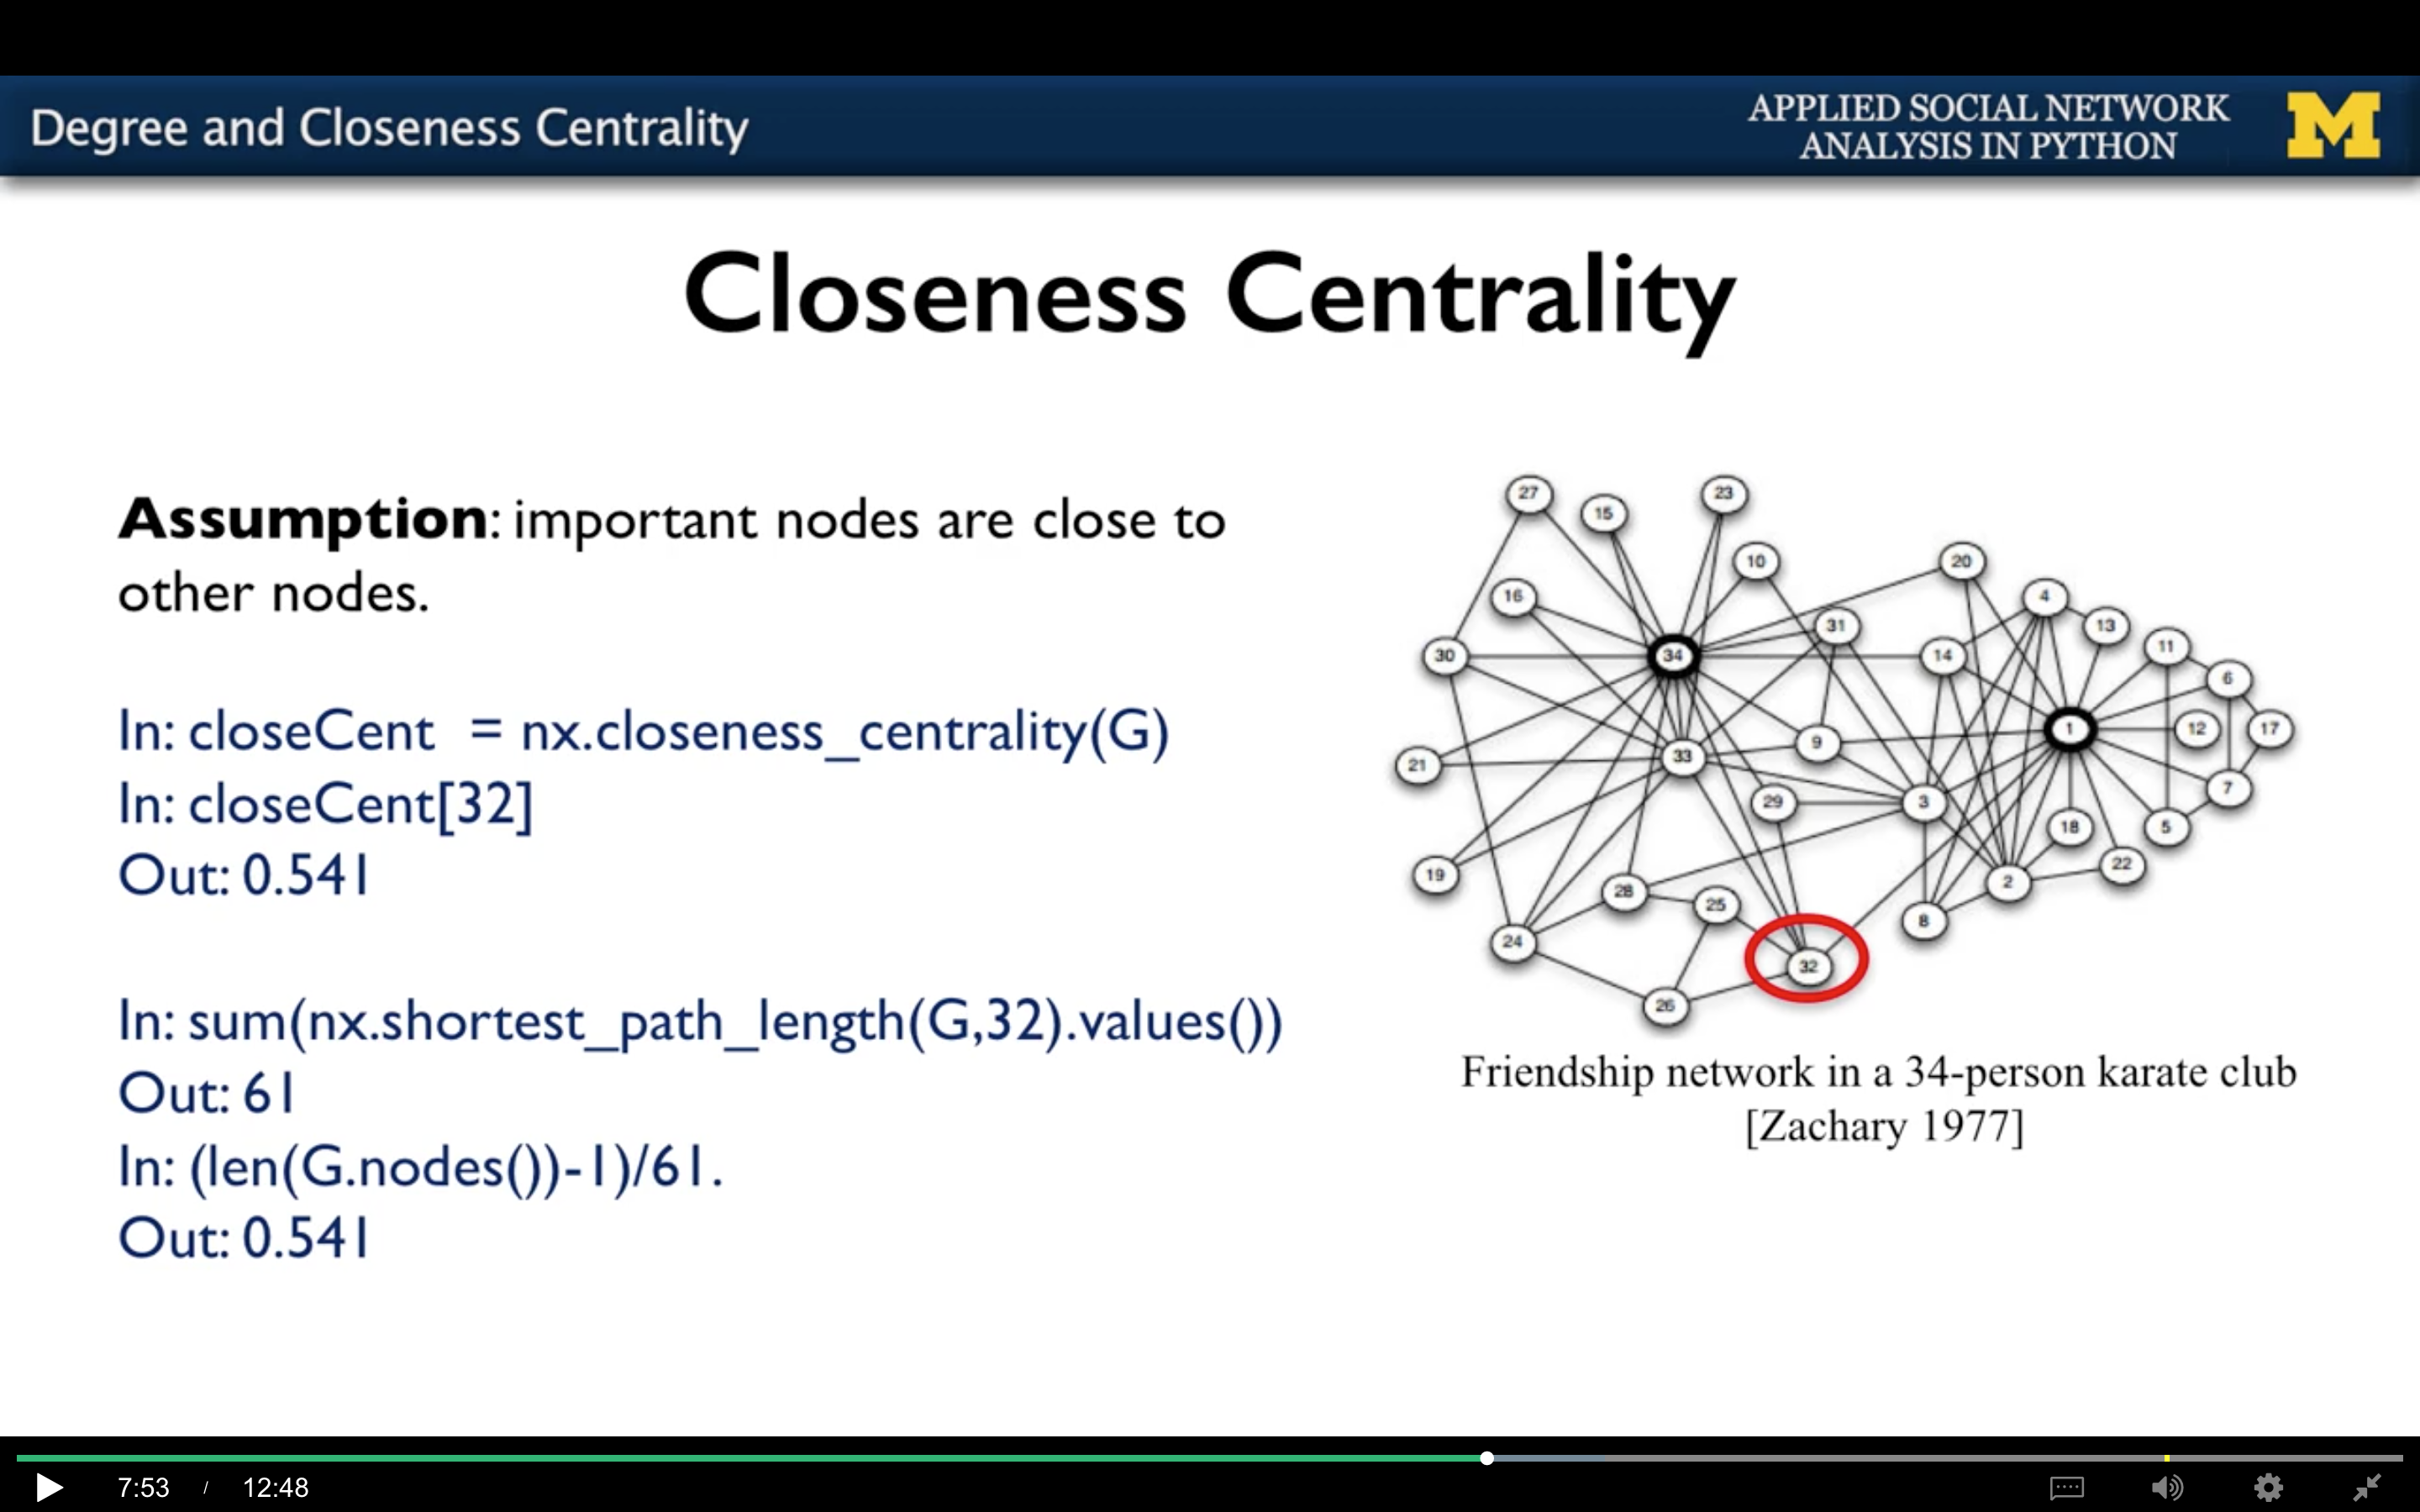 Degree and Closeness Centrality
APPLIED SOCIAL NETWORK
ANALYSIS IN PYTHON
M
Closeness Centrality
Assumption: important nodes are close to
other nodes.
In: closeCent = nx.closeness_centrality(G)
In: closeCent[32]
Out: 0.541
In: sum(nx.shortest_path_length(G,32).values())
Out: 61
In: (len(G.nodes())-1)/61.
Out: 0.541
27
15
23
10
20
16
4
31
13
11
30
34
14
6
1
12
17
9
33
21
7
29
3
18
5
22
19
2
28
25
8
24
32
26
Friendship network in a 34-person karate club
[Zachary 1977]
7:53 / 12:48